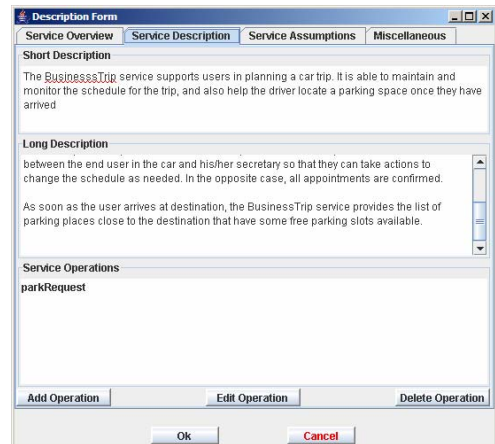 Description Form
Service Overview Service Description Service Assumptions Miscellaneous
Short Description
The BusinesssTrip service supports users in planning a car trip. It is able to maintain and
monitor the schedule for the trip, and also help the driver locate a parking space once they have
arrived
Long Description
between the end user in the car and his/her secretary so that they can take actions to
change the schedule as needed. In the opposite case, all appointments are confirmed.
As soon as the user arrives at destination, the BusinessTrip service provides the list of
parking places close to the destination that have some free parking slots available.
Service Operations
parkRequest
Add Operation Edit Operation Delete Operation
Ok Cancel